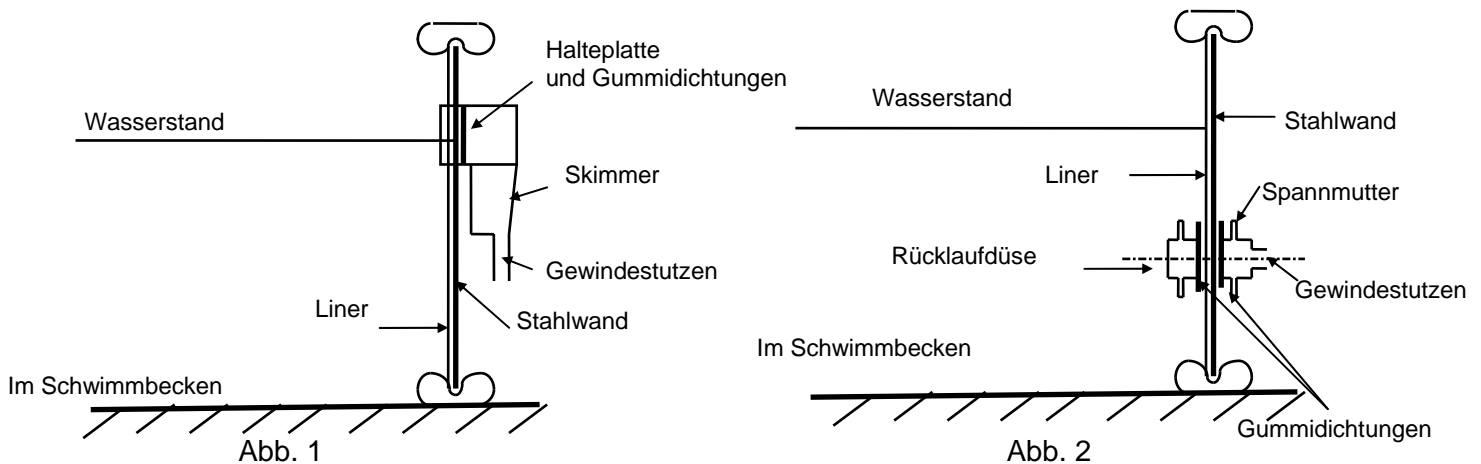 Halteplatte
und Gummidichtungen
Wasserstand
Skimmer
Gewindestutzen
Liner
Stahlwand
Im Schwimmbecken
Abb. 1
Wasserstand
Stahlwand
Liner
Spannmutter
Rücklaufdüse
Gewindestutzen
Im Schwimmbecken
Gummidichtungen
Abb. 2